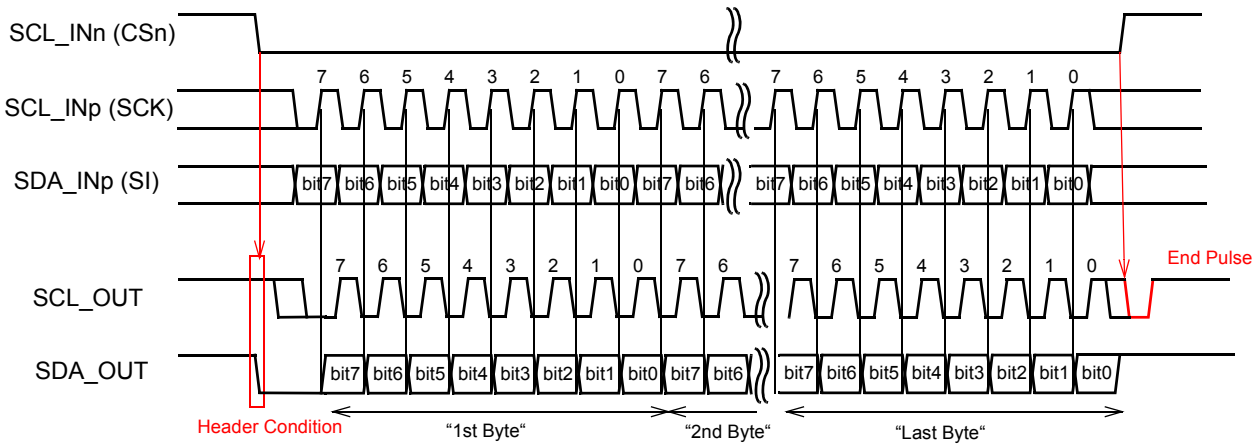 SCL_INn (CSn)
7 6 5 4 3 2 1 0 7 6 7 6 5 4 3 2 1 0
SCL_INp (SCK)
SDA_INp (SI)
bit7 bit6 bit5 bit4 bit3 bit2 bit1 bit0 bit7 bit6 bit7 bit6 bit5 bit4 bit3 bit2 bit1 bit0
7 6 5 4 3 2 1 0 7 6 7 6 5 4 3 2 1 0
End Pulse
SCL_OUT
SDA_OUT
bit7 bit6 bit5 bit4 bit3 bit2 bit1 bit0 bit7 bit6 bit7 bit6 bit5 bit4 bit3 bit2 bit1 bit0
Header Condition
“1st Byte“ “2nd Byte“ “Last Byte“